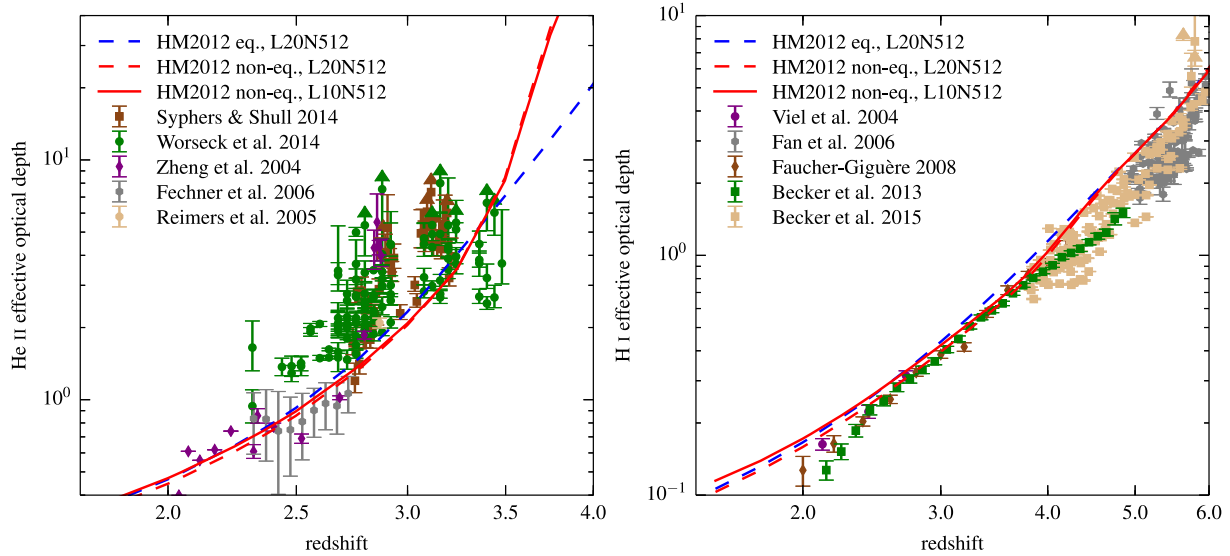 HM2012 eq., L20N512
HM2012 non-eq., L20N512
HM2012 non-eq., L10N512
Syphers & Shull 2014
Worseck et al. 2014
Zheng et al. 2004
Fechner et al. 2006
Reimers et al. 2005
He II effective optical depth
10^1
10^0
2.0 2.5 3.0 3.5 4.0
redshift
HM2012 eq., L20N512
HM2012 non-eq., L20N512
HM2012 non-eq., L10N512
Viel et al. 2004
Fan et al. 2006
Faucher-Giguère 2008
Becker et al. 2013
Becker et al. 2015
H I effective optical depth
10^1
10^0
10^-1
2.0 3.0 4.0 5.0 6.0
redshift